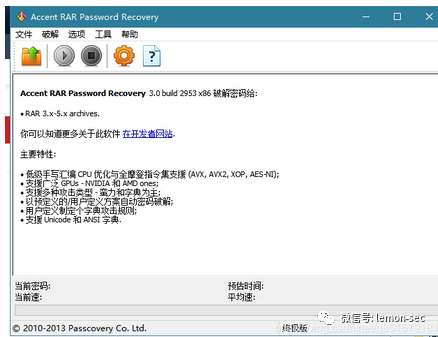 Accent RAR Password Recovery
文件 破解 选项 工具 帮助
Accent RAR Password Recovery 3.0 build 2953 x86 破解密码给:
• RAR 3.x-5.x archives.
你可以知道更多关于此软件 在开发者网站.
主要特性:
• 低级手写汇编 CPU 优化与全摩登指令集支援 (AVX, AVX2, XOP, AES-NI);
• 支援广泛 GPUs - NVIDIA 和 AMD ones;
• 支援多种攻击类型 - 蛮力和字典为主;
• 以预定义的/用户定义方案自动密码破解;
• 用户定义制定个字典攻击规则;
• 支援 Unicode 和 ANSI 字典.
当前密码: 预估时间:
当前速: 平均速:
微信号: lemon-sec
© 2010-2013 Passcovery Co. Ltd. 终极版